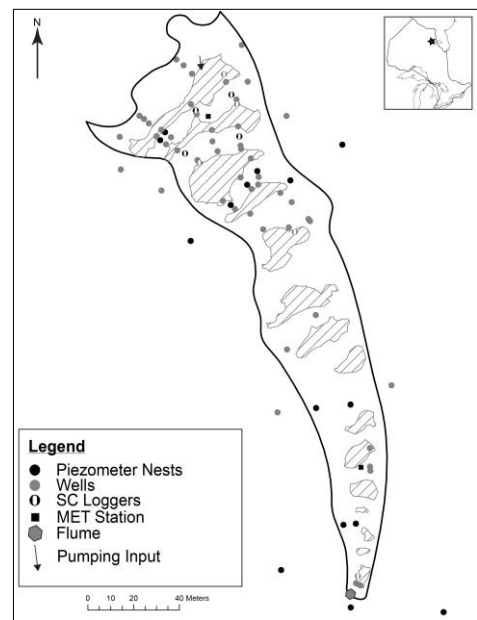 N
Legend
Piezometer Nests
Wells
SC Loggers
MET Station
Flume
Pumping Input
0 10 20 40 Meters